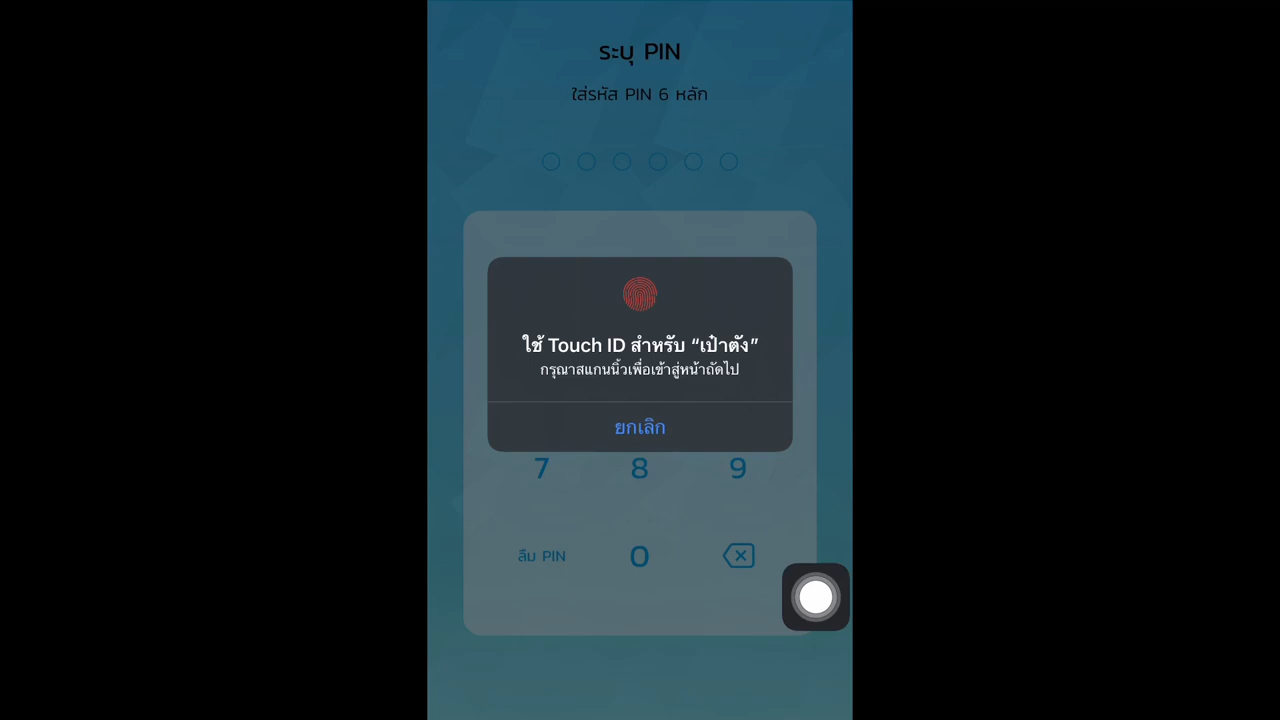 ระบุ PIN
ใส่รหัส PIN 6 หลัก
ใช้ Touch ID สำหรับ “เป๋าตัง”
กรุณาสแกนนิ้วเพื่อเข้าสู่หน้าถัดไป
ยกเลิก
7 8 9
ลืม PIN 0